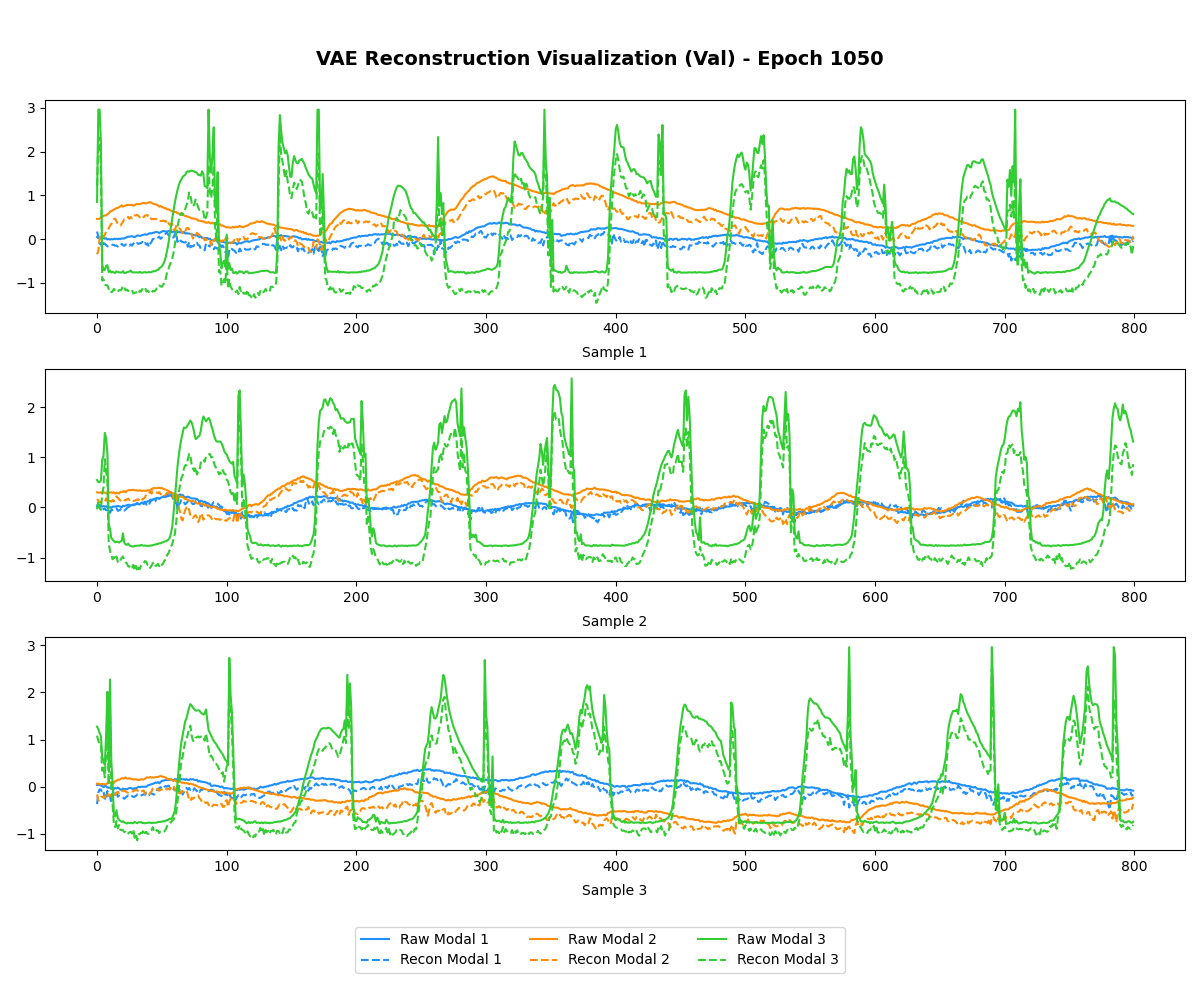 VAE Reconstruction Visualization (Val) - Epoch 1050
3
2
1
0
−1
0 100 200 300 400 500 600 700 800
Sample 1
2
1
0
−1
0 100 200 300 400 500 600 700 800
Sample 2
3
2
1
0
−1
0 100 200 300 400 500 600 700 800
Sample 3
Raw Modal 1 Raw Modal 2 Raw Modal 3
Recon Modal 1 Recon Modal 2 Recon Modal 3